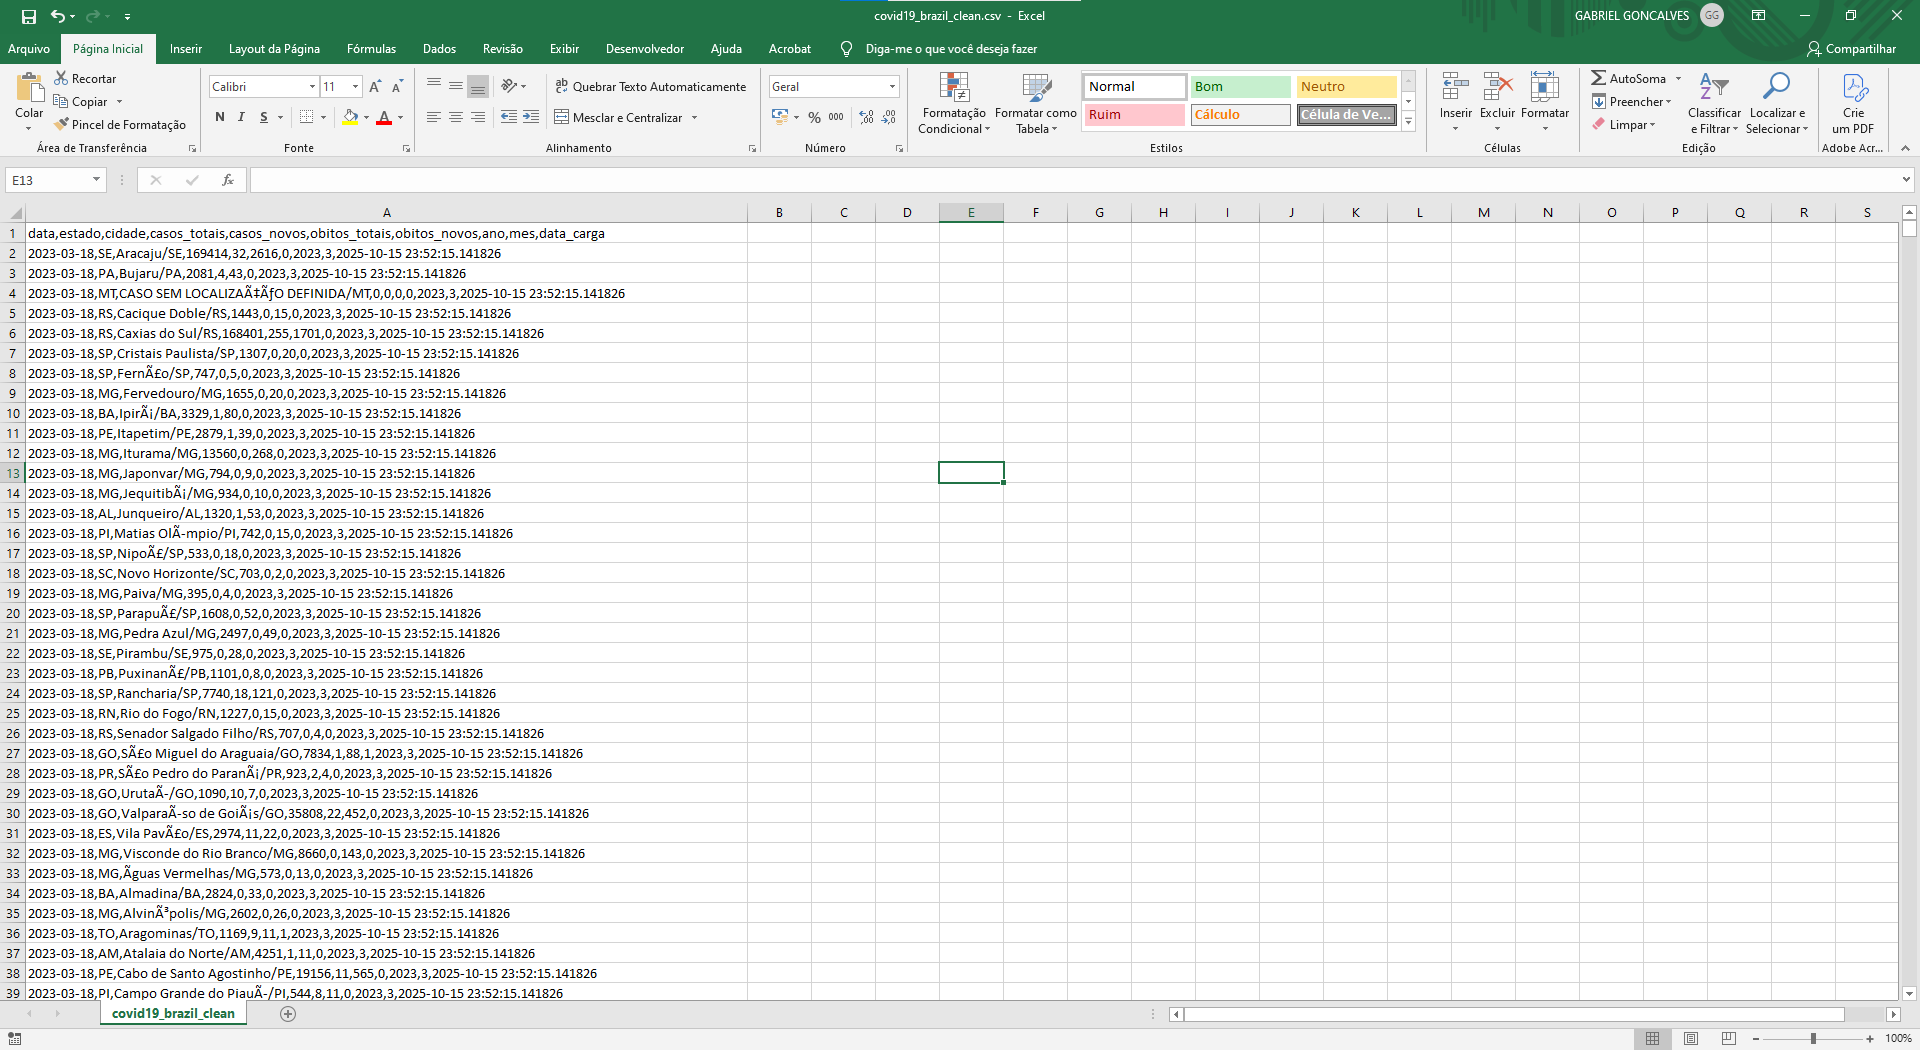 covid19_brazil_clean.csv - Excel
GABRIEL GONCALVES GG
Arquivo Página Inicial Inserir Layout da Página Fórmulas Dados Revisão Exibir Desenvolvedor Ajuda Acrobat Diga-me o que você deseja fazer Compartilhar
Colar
Recortar
Copiar
Pincel de Formatação
Área de Transferência
Calibri 11
N I S
Fonte
Quebrar Texto Automaticamente
Mesclar e Centralizar
Alinhamento
Geral
% 000
Número
Formatação Condicional
Formatar como Tabela
Normal Bom Neutro
Ruim Cálculo Célula de Ve...
Estilos
Inserir Excluir Formatar
Células
AutoSoma
Preencher
Limpar
Classificar e Filtrar
Localizar e Selecionar
Edição
Crie um PDF
Adobe Acr...
E13 fx
A B C D E F G H I J K L M N O P Q R S
1 data,estado,cidade,casos_totais,casos_novos,obitos_totais,obitos_novos,ano,mes,data_carga
2 2023-03-18,SE,Aracaju/SE,169414,32,2616,0,2023,3,2025-10-15 23:52:15.141826
3 2023-03-18,PA,Bujaru/PA,2081,4,43,0,2023,3,2025-10-15 23:52:15.141826
4 2023-03-18,MT,CASO SEM LOCALIZAÃ‡ÃƒO DEFINIDA/MT,0,0,0,0,2023,3,2025-10-15 23:52:15.141826
5 2023-03-18,RS,Cacique Doble/RS,1443,0,15,0,2023,3,2025-10-15 23:52:15.141826
6 2023-03-18,RS,Caxias do Sul/RS,168401,255,1701,0,2023,3,2025-10-15 23:52:15.141826
7 2023-03-18,SP,Cristais Paulista/SP,1307,0,20,0,2023,3,2025-10-15 23:52:15.141826
8 2023-03-18,SP,FernÃ£o/SP,747,0,5,0,2023,3,2025-10-15 23:52:15.141826
9 2023-03-18,MG,Fervedouro/MG,1655,0,20,0,2023,3,2025-10-15 23:52:15.141826
10 2023-03-18,BA,IpirÃ¡/BA,3329,1,80,0,2023,3,2025-10-15 23:52:15.141826
11 2023-03-18,PE,Itapetim/PE,2879,1,39,0,2023,3,2025-10-15 23:52:15.141826
12 2023-03-18,MG,Iturama/MG,13560,0,268,0,2023,3,2025-10-15 23:52:15.141826
13 2023-03-18,MG,Japonvar/MG,794,0,9,0,2023,3,2025-10-15 23:52:15.141826
14 2023-03-18,MG,JequitibÃ¡/MG,934,0,10,0,2023,3,2025-10-15 23:52:15.141826
15 2023-03-18,AL,Junqueiro/AL,1320,1,53,0,2023,3,2025-10-15 23:52:15.141826
16 2023-03-18,PI,Matias OlÃ-mpio/PI,742,0,15,0,2023,3,2025-10-15 23:52:15.141826
17 2023-03-18,SP,NipoÃ£/SP,533,0,18,0,2023,3,2025-10-15 23:52:15.141826
18 2023-03-18,SC,Novo Horizonte/SC,703,0,2,0,2023,3,2025-10-15 23:52:15.141826
19 2023-03-18,MG,Paiva/MG,395,0,4,0,2023,3,2025-10-15 23:52:15.141826
20 2023-03-18,SP,ParapuÃ£/SP,1608,0,52,0,2023,3,2025-10-15 23:52:15.141826
21 2023-03-18,MG,Pedra Azul/MG,2497,0,49,0,2023,3,2025-10-15 23:52:15.141826
22 2023-03-18,SE,Pirambu/SE,975,0,28,0,2023,3,2025-10-15 23:52:15.141826
23 2023-03-18,PB,PuxinanÃ£/PB,1101,0,8,0,2023,3,2025-10-15 23:52:15.141826
24 2023-03-18,SP,Rancharia/SP,7740,18,121,0,2023,3,2025-10-15 23:52:15.141826
25 2023-03-18,RN,Rio do Fogo/RN,1227,0,15,0,2023,3,2025-10-15 23:52:15.141826
26 2023-03-18,RS,Senador Salgado Filho/RS,707,0,4,0,2023,3,2025-10-15 23:52:15.141826
27 2023-03-18,GO,SÃ£o Miguel do Araguaia/GO,7834,1,88,1,2023,3,2025-10-15 23:52:15.141826
28 2023-03-18,PR,SÃ£o Pedro do ParanÃ¡/PR,923,2,4,0,2023,3,2025-10-15 23:52:15.141826
29 2023-03-18,GO,UrutaÃ-/GO,1090,10,7,0,2023,3,2025-10-15 23:52:15.141826
30 2023-03-18,GO,ValparaÃ-so de GoiÃ¡s/GO,35808,22,452,0,2023,3,2025-10-15 23:52:15.141826
31 2023-03-18,ES,Vila PavÃ£o/ES,2974,11,22,0,2023,3,2025-10-15 23:52:15.141826
32 2023-03-18,MG,Visconde do Rio Branco/MG,8660,0,143,0,2023,3,2025-10-15 23:52:15.141826
33 2023-03-18,MG,Ãguas Vermelhas/MG,573,0,13,0,2023,3,2025-10-15 23:52:15.141826
34 2023-03-18,BA,Almadina/BA,2824,0,33,0,2023,3,2025-10-15 23:52:15.141826
35 2023-03-18,MG,AlvinÃ³polis/MG,2602,0,26,0,2023,3,2025-10-15 23:52:15.141826
36 2023-03-18,TO,Aragominas/TO,1169,9,11,1,2023,3,2025-10-15 23:52:15.141826
37 2023-03-18,AM,Atalaia do Norte/AM,4251,1,11,0,2023,3,2025-10-15 23:52:15.141826
38 2023-03-18,PE,Cabo de Santo Agostinho/PE,19156,11,565,0,2023,3,2025-10-15 23:52:15.141826
39 2023-03-18,PI,Campo Grande do PiauÃ-/PI,544,8,11,0,2023,3,2025-10-15 23:52:15.141826
covid19_brazil_clean
100%